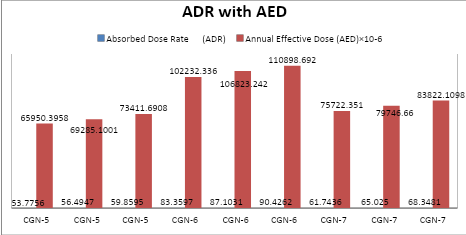 ADR with AED
Absorbed Dose Rate (ADR) Annual Effective Dose (AED)×10-6
110898.692
102232.336
106823.242
83822.1098
75722.351
79746.66
73411.6908
65950.3958
69285.1001
53.7756 56.4947 59.8595 83.3597 87.1031 90.4262 61.7436 65.025 68.3481
CGN-5 CGN-5 CGN-5 CGN-6 CGN-6 CGN-6 CGN-7 CGN-7 CGN-7